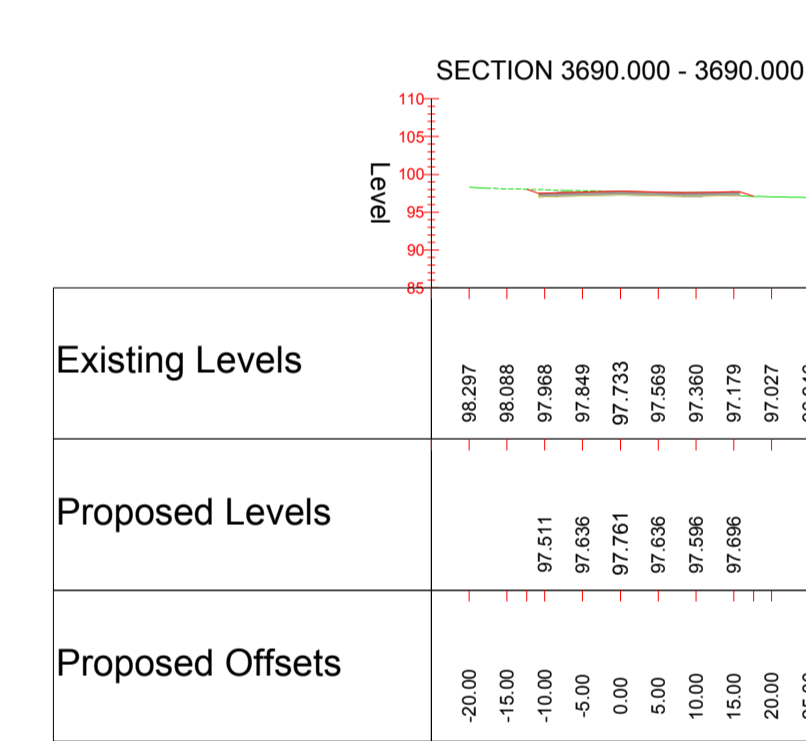 SECTION 3690.000 - 3690.000
110
105
100
95
90
85
Level
Existing Levels
98.297 98.088 97.968 97.849 97.733 97.569 97.360 97.179 97.027
Proposed Levels
97.511 97.636 97.761 97.636 97.596 97.696
Proposed Offsets
-20.00 -15.00 -10.00 -5.00 0.00 5.00 10.00 15.00 20.00